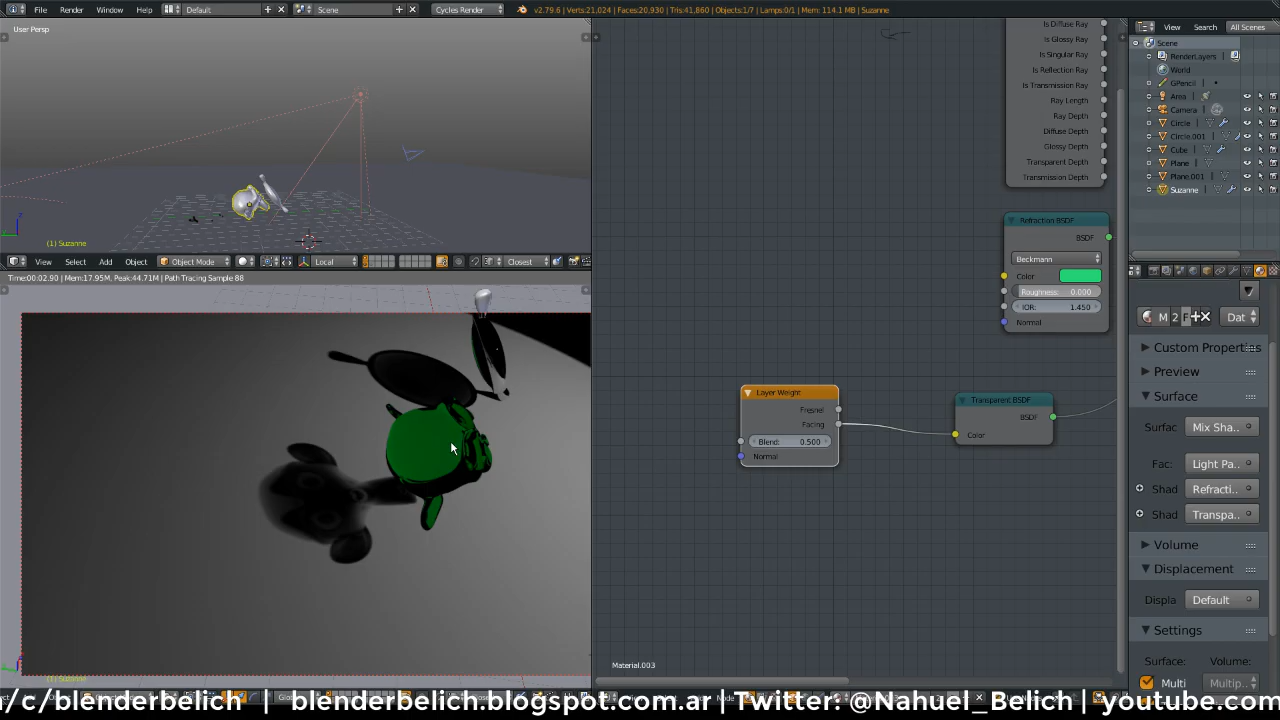 File Render Window Help Default Scene Cycles Render v2.79.6 | Verts:21,024 | Faces:20,930 | Tris:41,860 | Objects:1/7 | Lamps:0/1 | Mem: 114.1 MB | Suzanne
User Persp
(1) Suzanne
View Select Add Object Object Mode Local Closest
Time:00:02.90 | Mem:17.95M, Peak:44.71M | Path Tracing Sample 88
(1) Suzanne
Is Diffuse Ray
Is Glossy Ray
Is Singular Ray
Is Reflection Ray
Is Transmission Ray
Ray Length
Ray Depth
Diffuse Depth
Glossy Depth
Transparent Depth
Transmission Depth
Refraction BSDF
BSDF
Beckmann
Color
Roughness: 0.000
IOR: 1.450
Normal
Layer Weight
Fresnel
Facing
Blend: 0.500
Normal
Transparent BSDF
BSDF
Color
Material.003
View Search All Scenes
Scene
RenderLayers
World
GPencil
Area
Camera
Circle
Circle.001
Cube
Plane
Plane.001
Suzanne
M 2 F Dat
Custom Properties
Preview
Surface
Surfac Mix Sha...
Fac: Light Pa..
Shad Refracti..
Shad Transpa..
Volume
Displacement
Displa Default
Settings
Surface: Volume:
Multi Multip..
/c/blenderbelich | blenderbelich.blogspot.com.ar | Twitter: @Nahuel_Belich | youtube.com